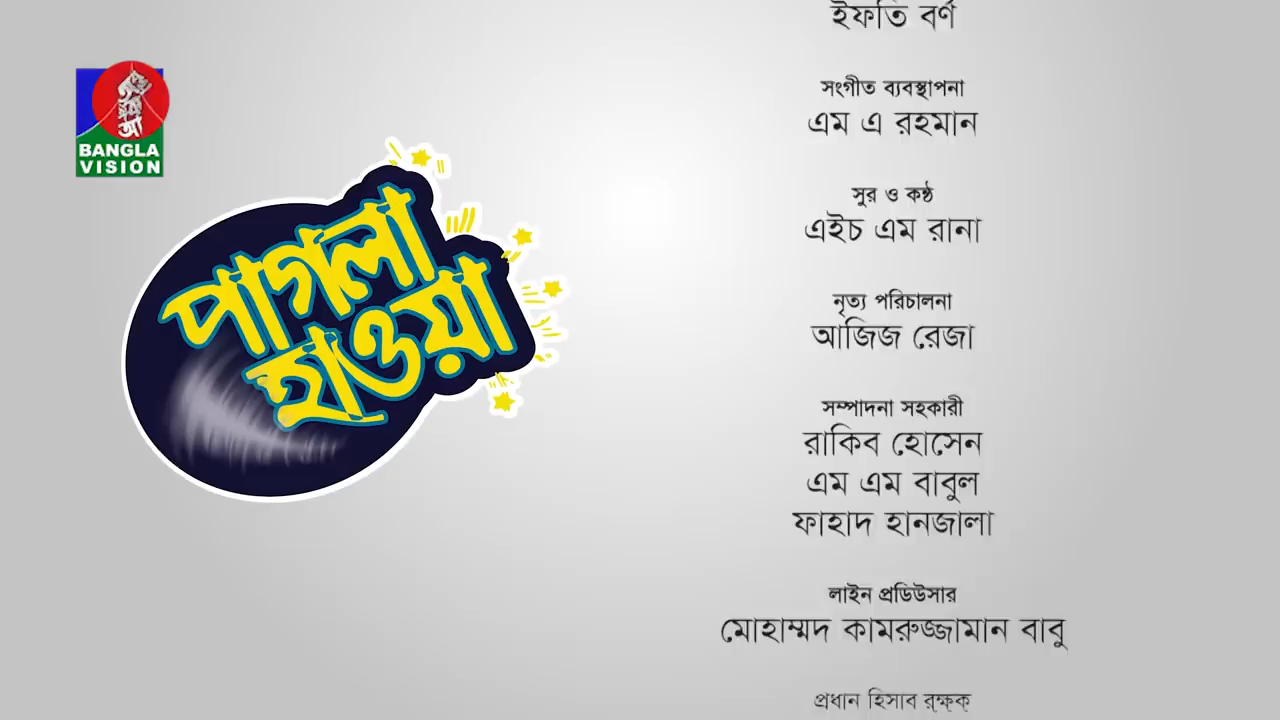 BANGLA
VISION
পাগলা
হাওয়া
ইফতি বর্ণ
সংগীত ব্যবস্থাপনা
এম এ রহমান
সুর ও কন্ঠ
এইচ এম রানা
নৃত্য পরিচালনা
আজিজ রেজা
সম্পাদনা সহকারী
রাকিব হোসেন
এম এম বাবুল
ফাহাদ হানজালা
লাইন প্রডিউসার
মোহাম্মদ কামরুজ্জামান বাবু
প্রধান হিসাব রক্ষক